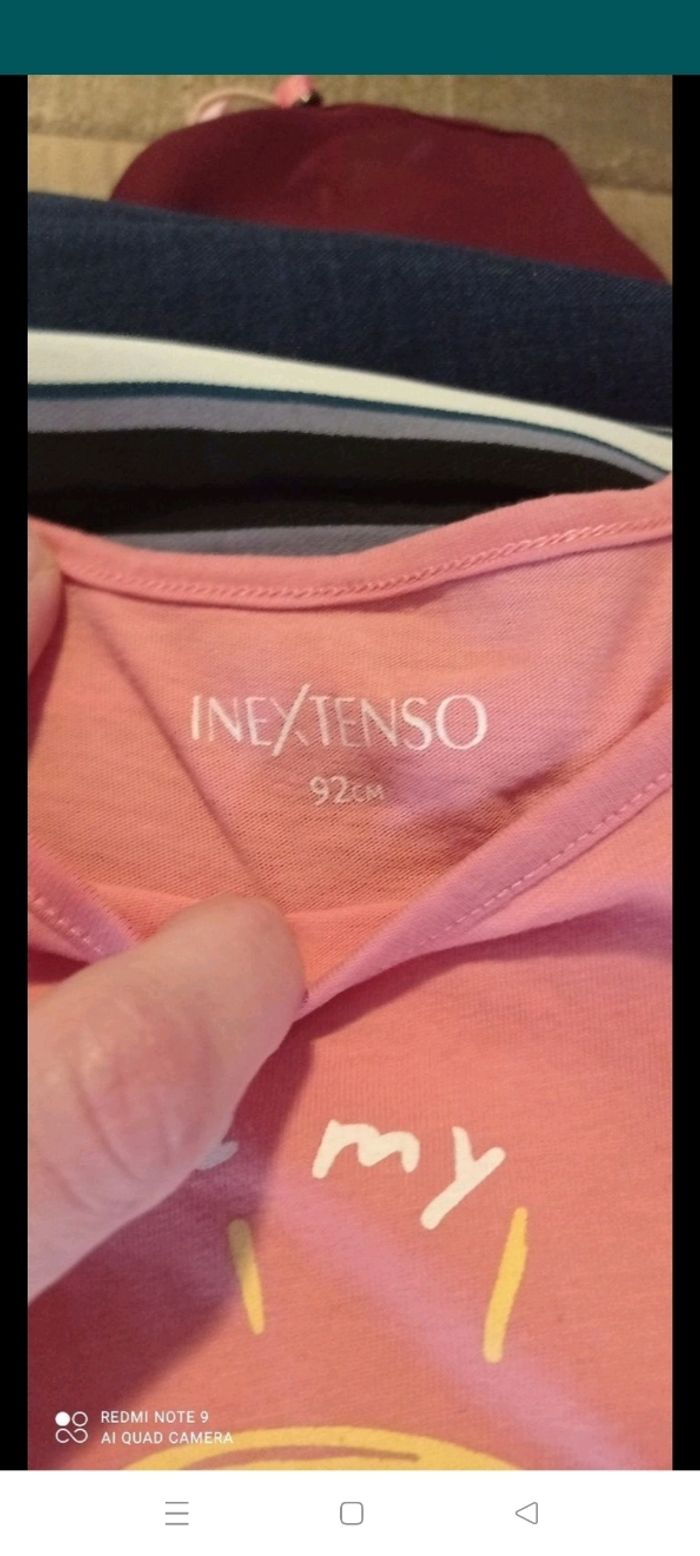 INEXTENSO
92CM
my
REDMI NOTE 9
AI QUAD CAMERA